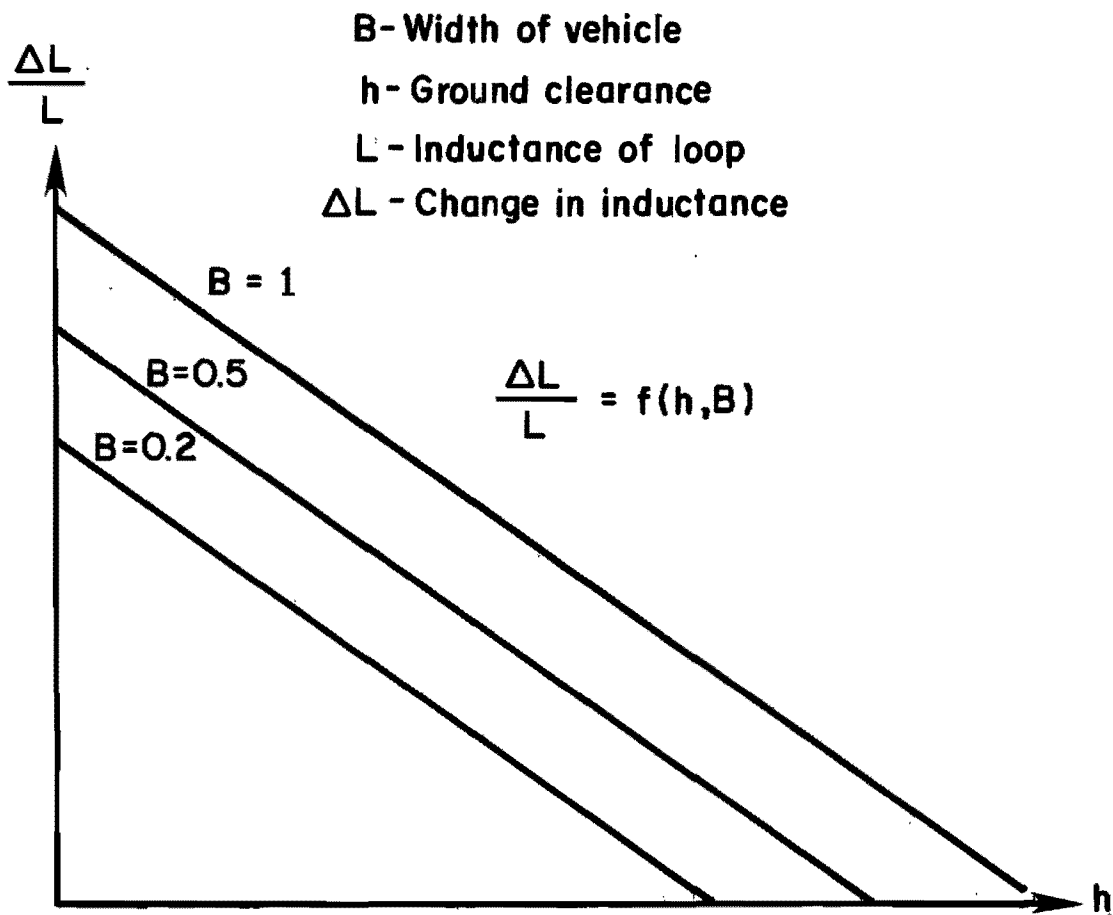 B-Width of vehicle
h-Ground clearance
L-Inductance of loop
ΔL-Change in inductance
ΔL
L
B = 1
B=0.5
B=0.2
ΔL
L
= f(h,B)
h